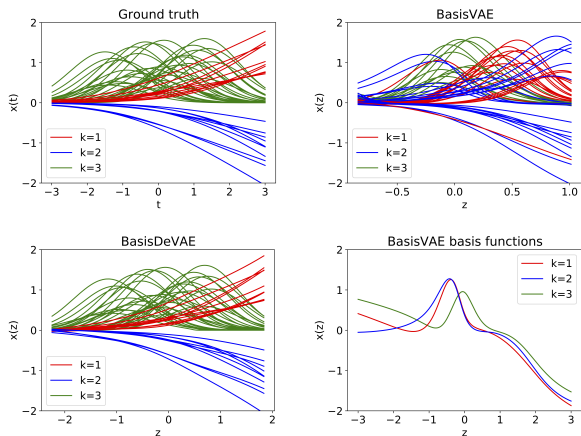 Ground truth
x(t)
2
1
0
−1
−2
k=1
k=2
k=3
−3 −2 −1 0 1 2 3
t
BasisVAE
x(z)
2
1
0
−1
−2
k=1
k=2
k=3
−0.5 0.0 0.5 1.0
z
BasisDeVAE
x(z)
2
1
0
−1
−2
k=1
k=2
k=3
−2 −1 0 1 2
z
BasisVAE basis functions
x(z)
2
1
0
−1
−2
k=1
k=2
k=3
−3 −2 −1 0 1 2 3
z